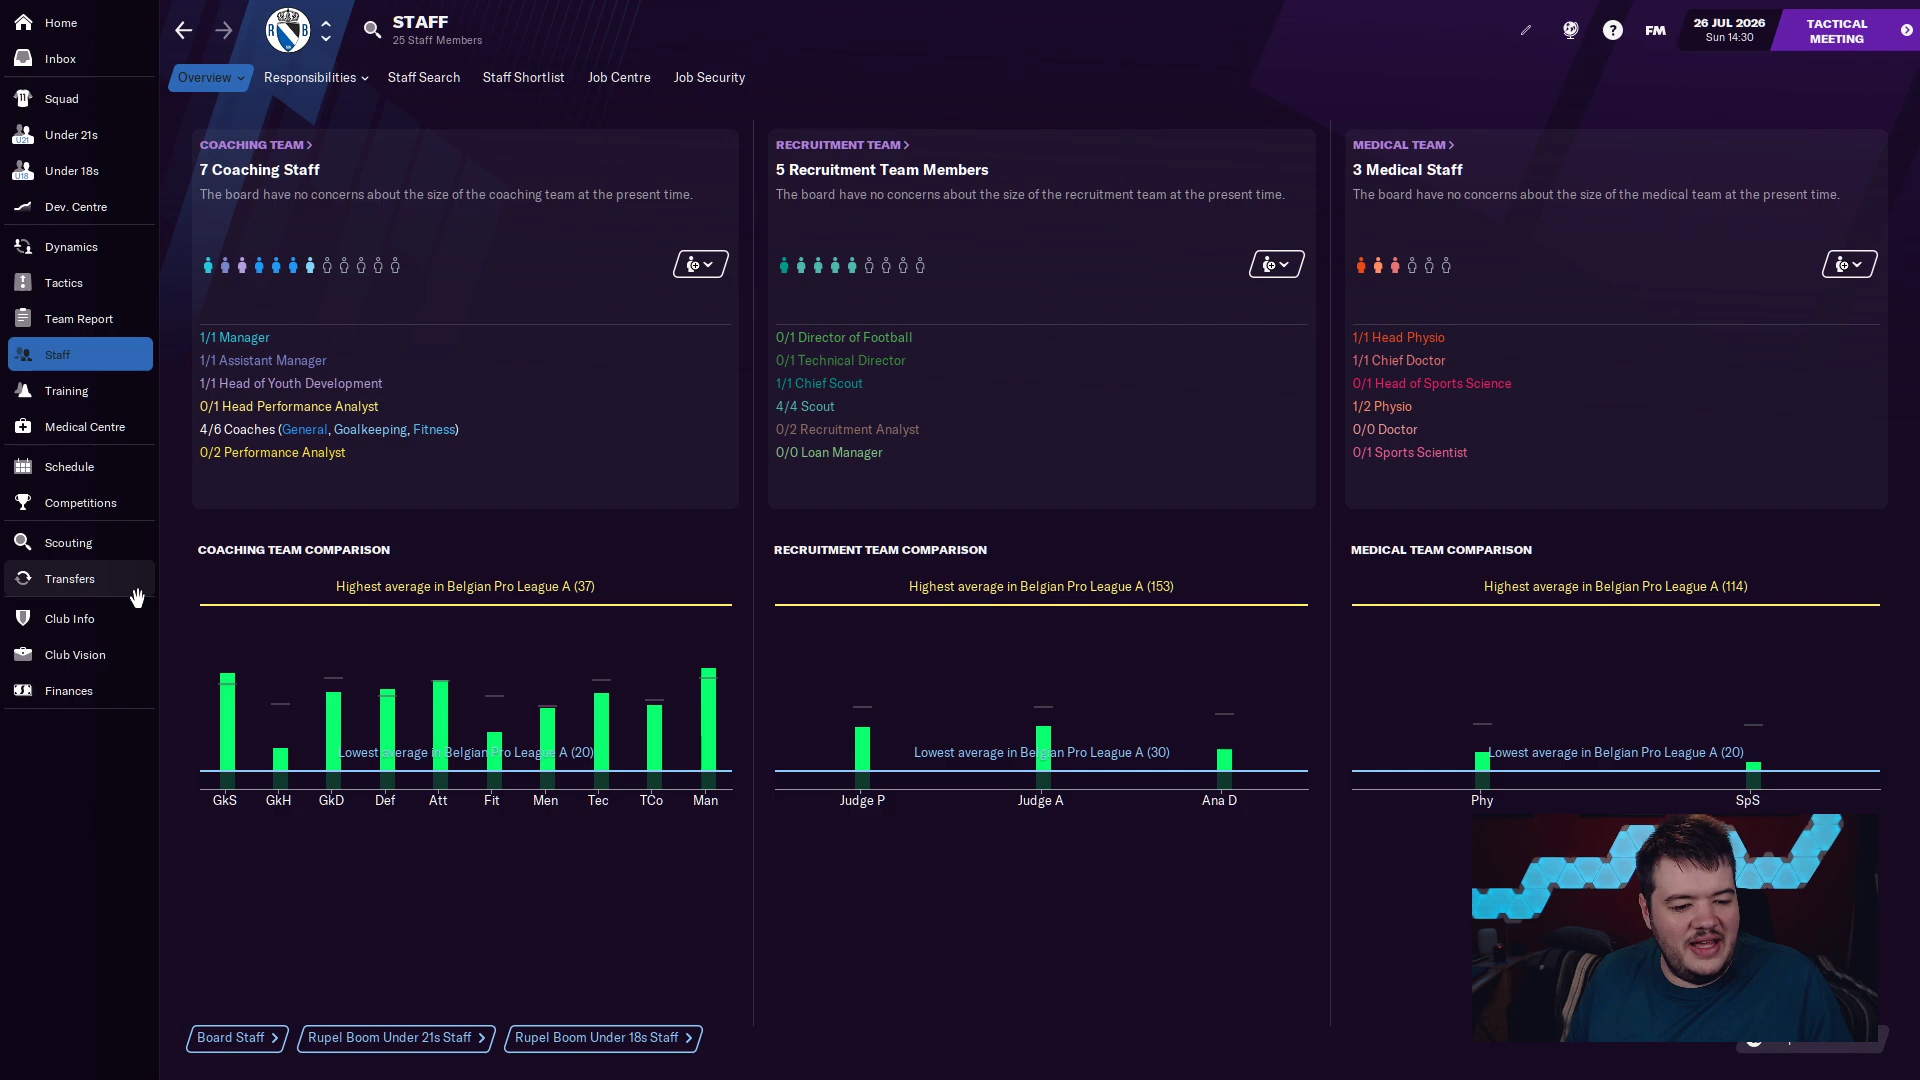 Home
Inbox
Squad
Under 21s
Under 18s
Dev. Centre
Dynamics
Tactics
Team Report
Staff
Training
Medical Centre
Schedule
Competitions
Scouting
Transfers
Club Info
Club Vision
Finances
R B
STAFF
25 Staff Members
FM
26 JUL 2026
Sun 14:30
TACTICAL
MEETING
Overview
Responsibilities
Staff Search
Staff Shortlist
Job Centre
Job Security
COACHING TEAM >
7 Coaching Staff
The board have no concerns about the size of the coaching team at the present time.
1/1 Manager
1/1 Assistant Manager
1/1 Head of Youth Development
0/1 Head Performance Analyst
4/6 Coaches (General, Goalkeeping, Fitness)
0/2 Performance Analyst
RECRUITMENT TEAM >
5 Recruitment Team Members
The board have no concerns about the size of the recruitment team at the present time.
0/1 Director of Football
0/1 Technical Director
1/1 Chief Scout
4/4 Scout
0/2 Recruitment Analyst
0/0 Loan Manager
MEDICAL TEAM >
3 Medical Staff
The board have no concerns about the size of the medical team at the present time.
1/1 Head Physio
1/1 Chief Doctor
0/1 Head of Sports Science
1/2 Physio
0/0 Doctor
0/1 Sports Scientist
COACHING TEAM COMPARISON
Highest average in Belgian Pro League A (37)
Lowest average in Belgian Pro League A (20)
GkS GkH GkD Def Att Fit Men Tec TCo Man
RECRUITMENT TEAM COMPARISON
Highest average in Belgian Pro League A (153)
Lowest average in Belgian Pro League A (30)
Judge P Judge A Ana D
MEDICAL TEAM COMPARISON
Highest average in Belgian Pro League A (114)
Lowest average in Belgian Pro League A (20)
Phy SpS
Board Staff >
Rupel Boom Under 21s Staff >
Rupel Boom Under 18s Staff >